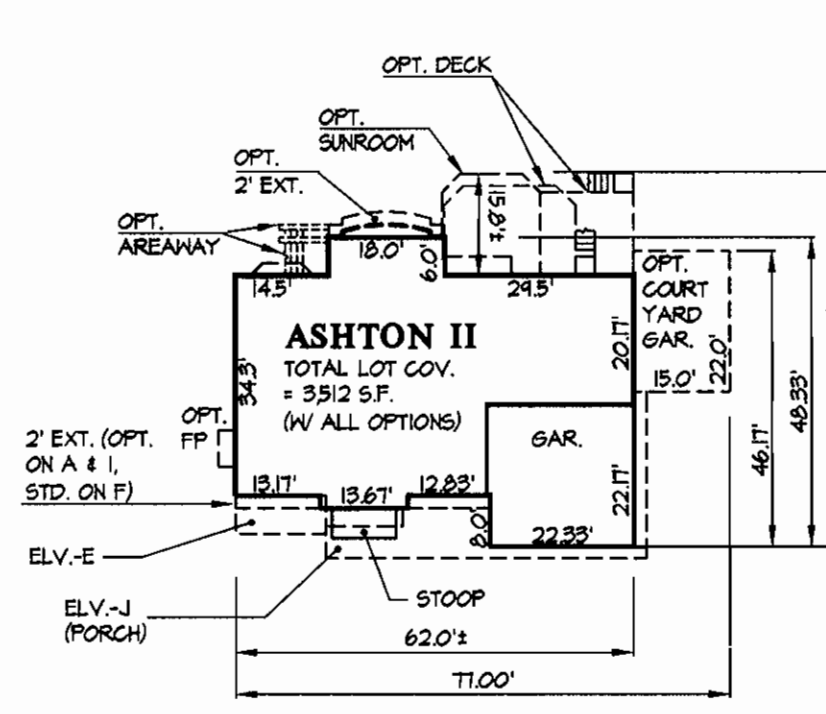 OPT. DECK
OPT.
SUNROOM
OPT.
2' EXT.
OPT.
AREAWAY
15.8'±
18.0'
6.0'
14.5'
29.5'
OPT.
COURT
YARD
GAR.
15.0'
22.0'
ASHTON II
TOTAL LOT COV.
= 3,512 S.F.
(W/ ALL OPTIONS)
34.3'
20.17'
46.17'
48.33'
OPT.
FP
GAR.
2' EXT. (OPT.
ON A & I,
STD. ON F)
13.17'
13.67'
12.83'
22.17'
8.0'
22.33'
ELV.-E
ELV.-J
(PORCH)
STOOP
62.0'±
77.00'